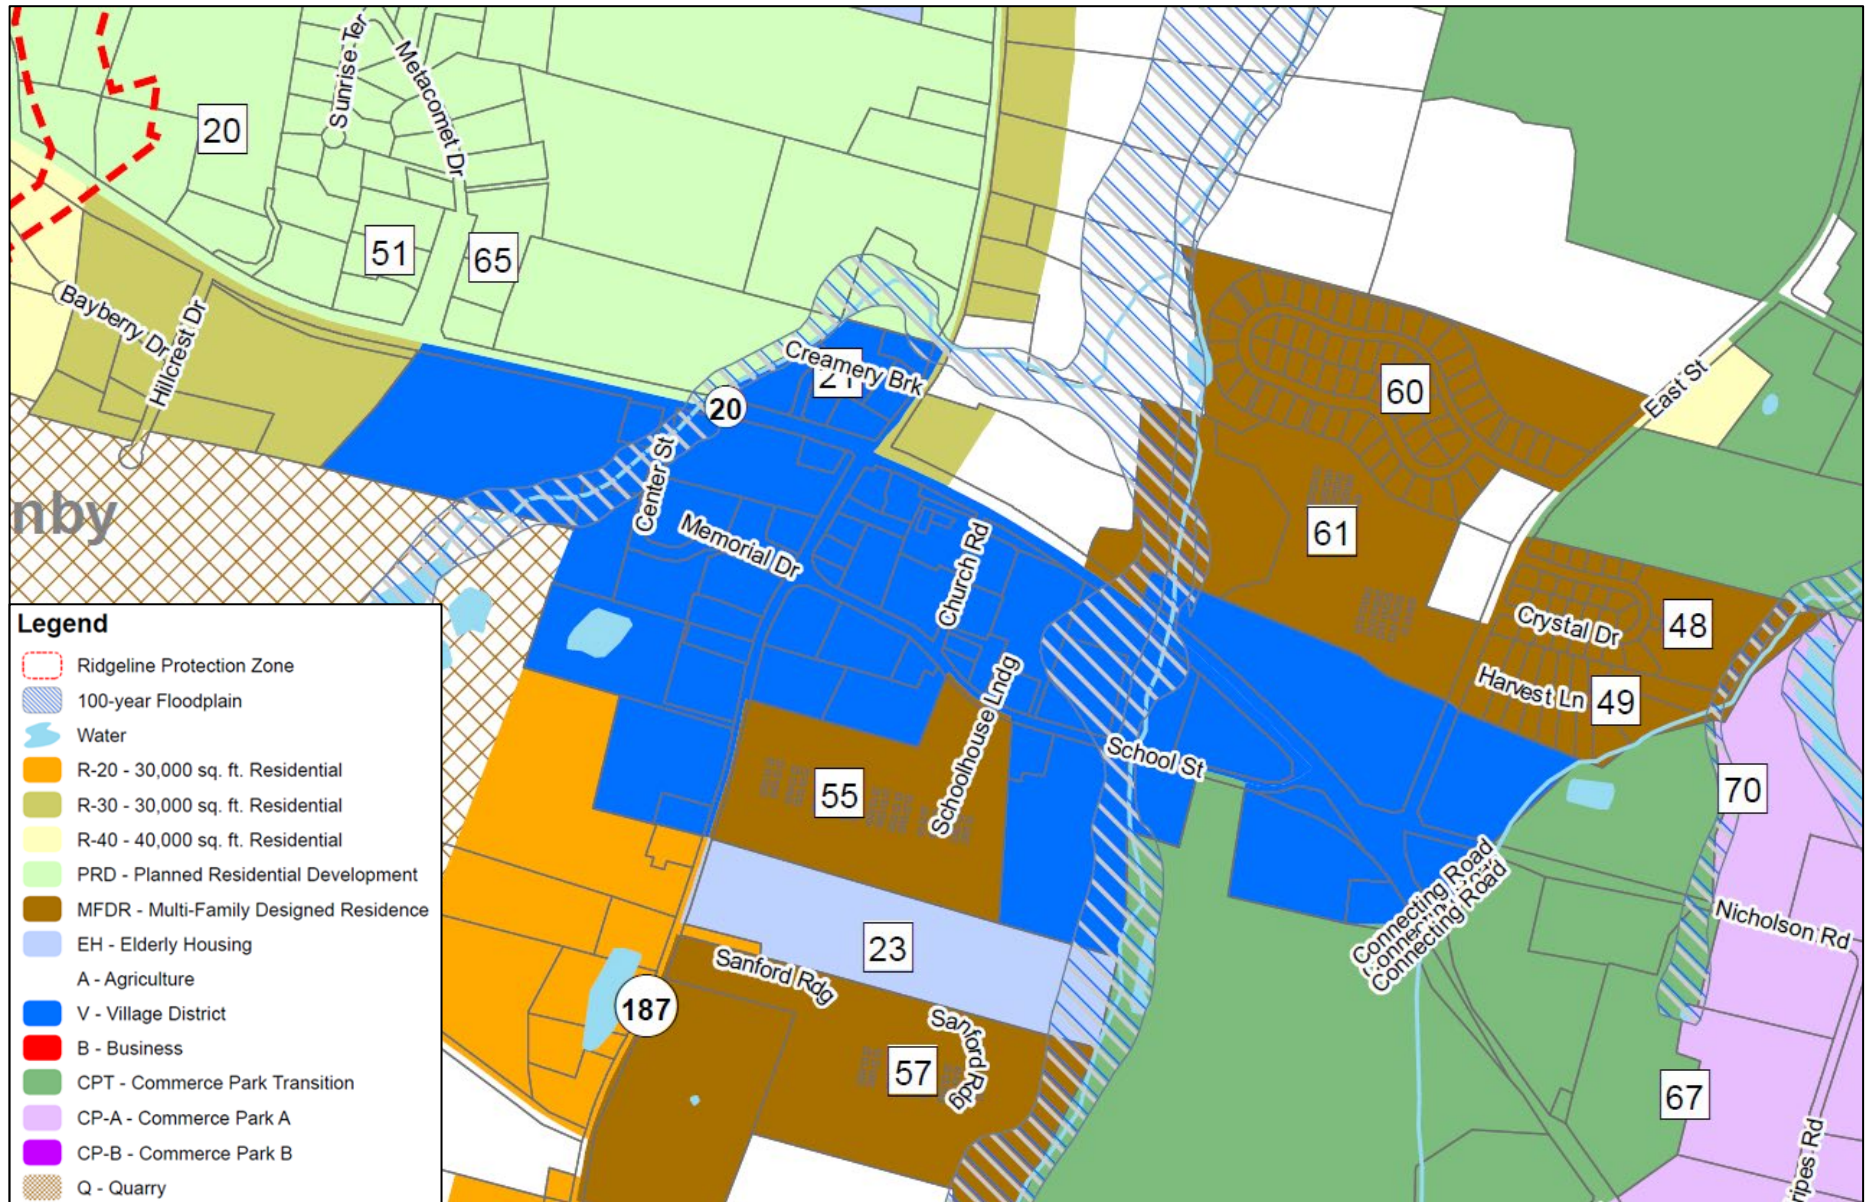 Sunrise Ter
Metacomet Dr
20
51
65
Bayberry Dr
Hillcrest Dr
Creamery Brk
21
20
60
East St
nby
Center St
Memorial Dr
Church Rd
61
Crystal Dr
48
Harvest Ln
49
Schoolhouse Lndg
School St
55
70
Connecting Road
Connecting Road
Connecting Road
Nicholson Rd
23
Sanford Rdg
187
Sanford Rdg
57
67
ripes Rd
Legend
Ridgeline Protection Zone
100-year Floodplain
Water
R-20 - 30,000 sq. ft. Residential
R-30 - 30,000 sq. ft. Residential
R-40 - 40,000 sq. ft. Residential
PRD - Planned Residential Development
MFDR - Multi-Family Designed Residence
EH - Elderly Housing
A - Agriculture
V - Village District
B - Business
CPT - Commerce Park Transition
CP-A - Commerce Park A
CP-B - Commerce Park B
Q - Quarry